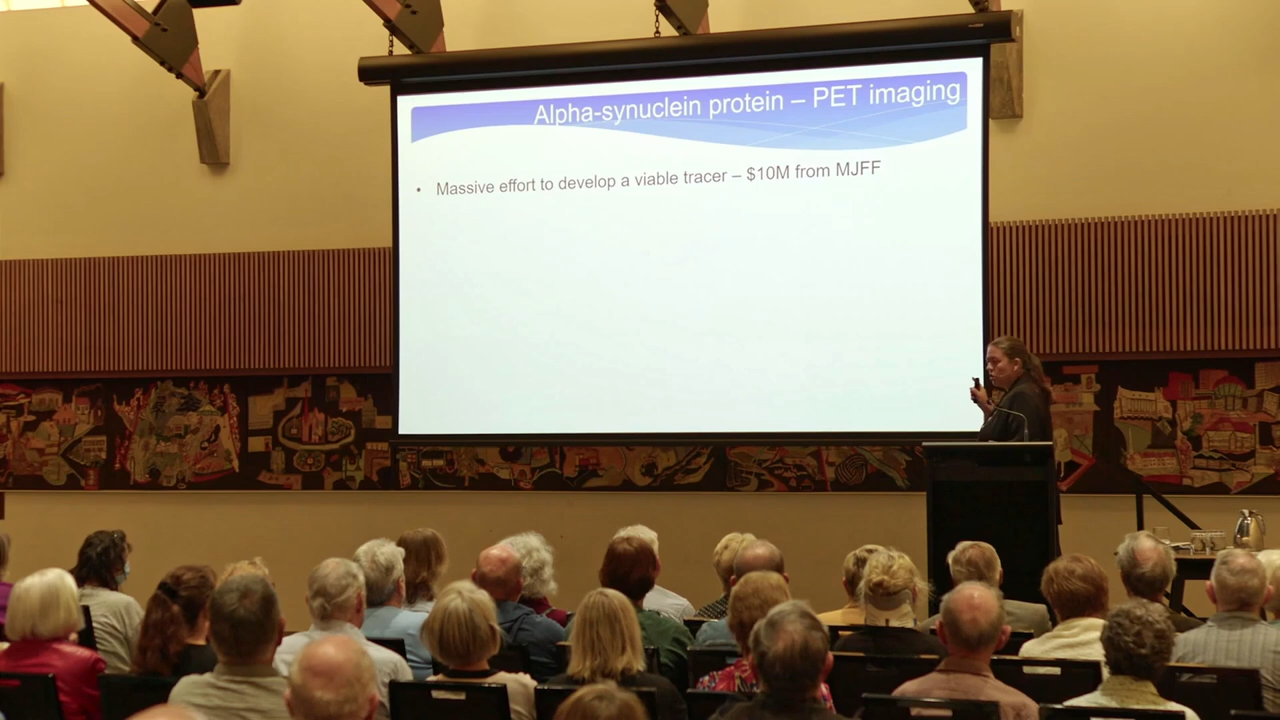 Alpha-synuclein protein – PET imaging
• Massive effort to develop a viable tracer – $10M from MJFF